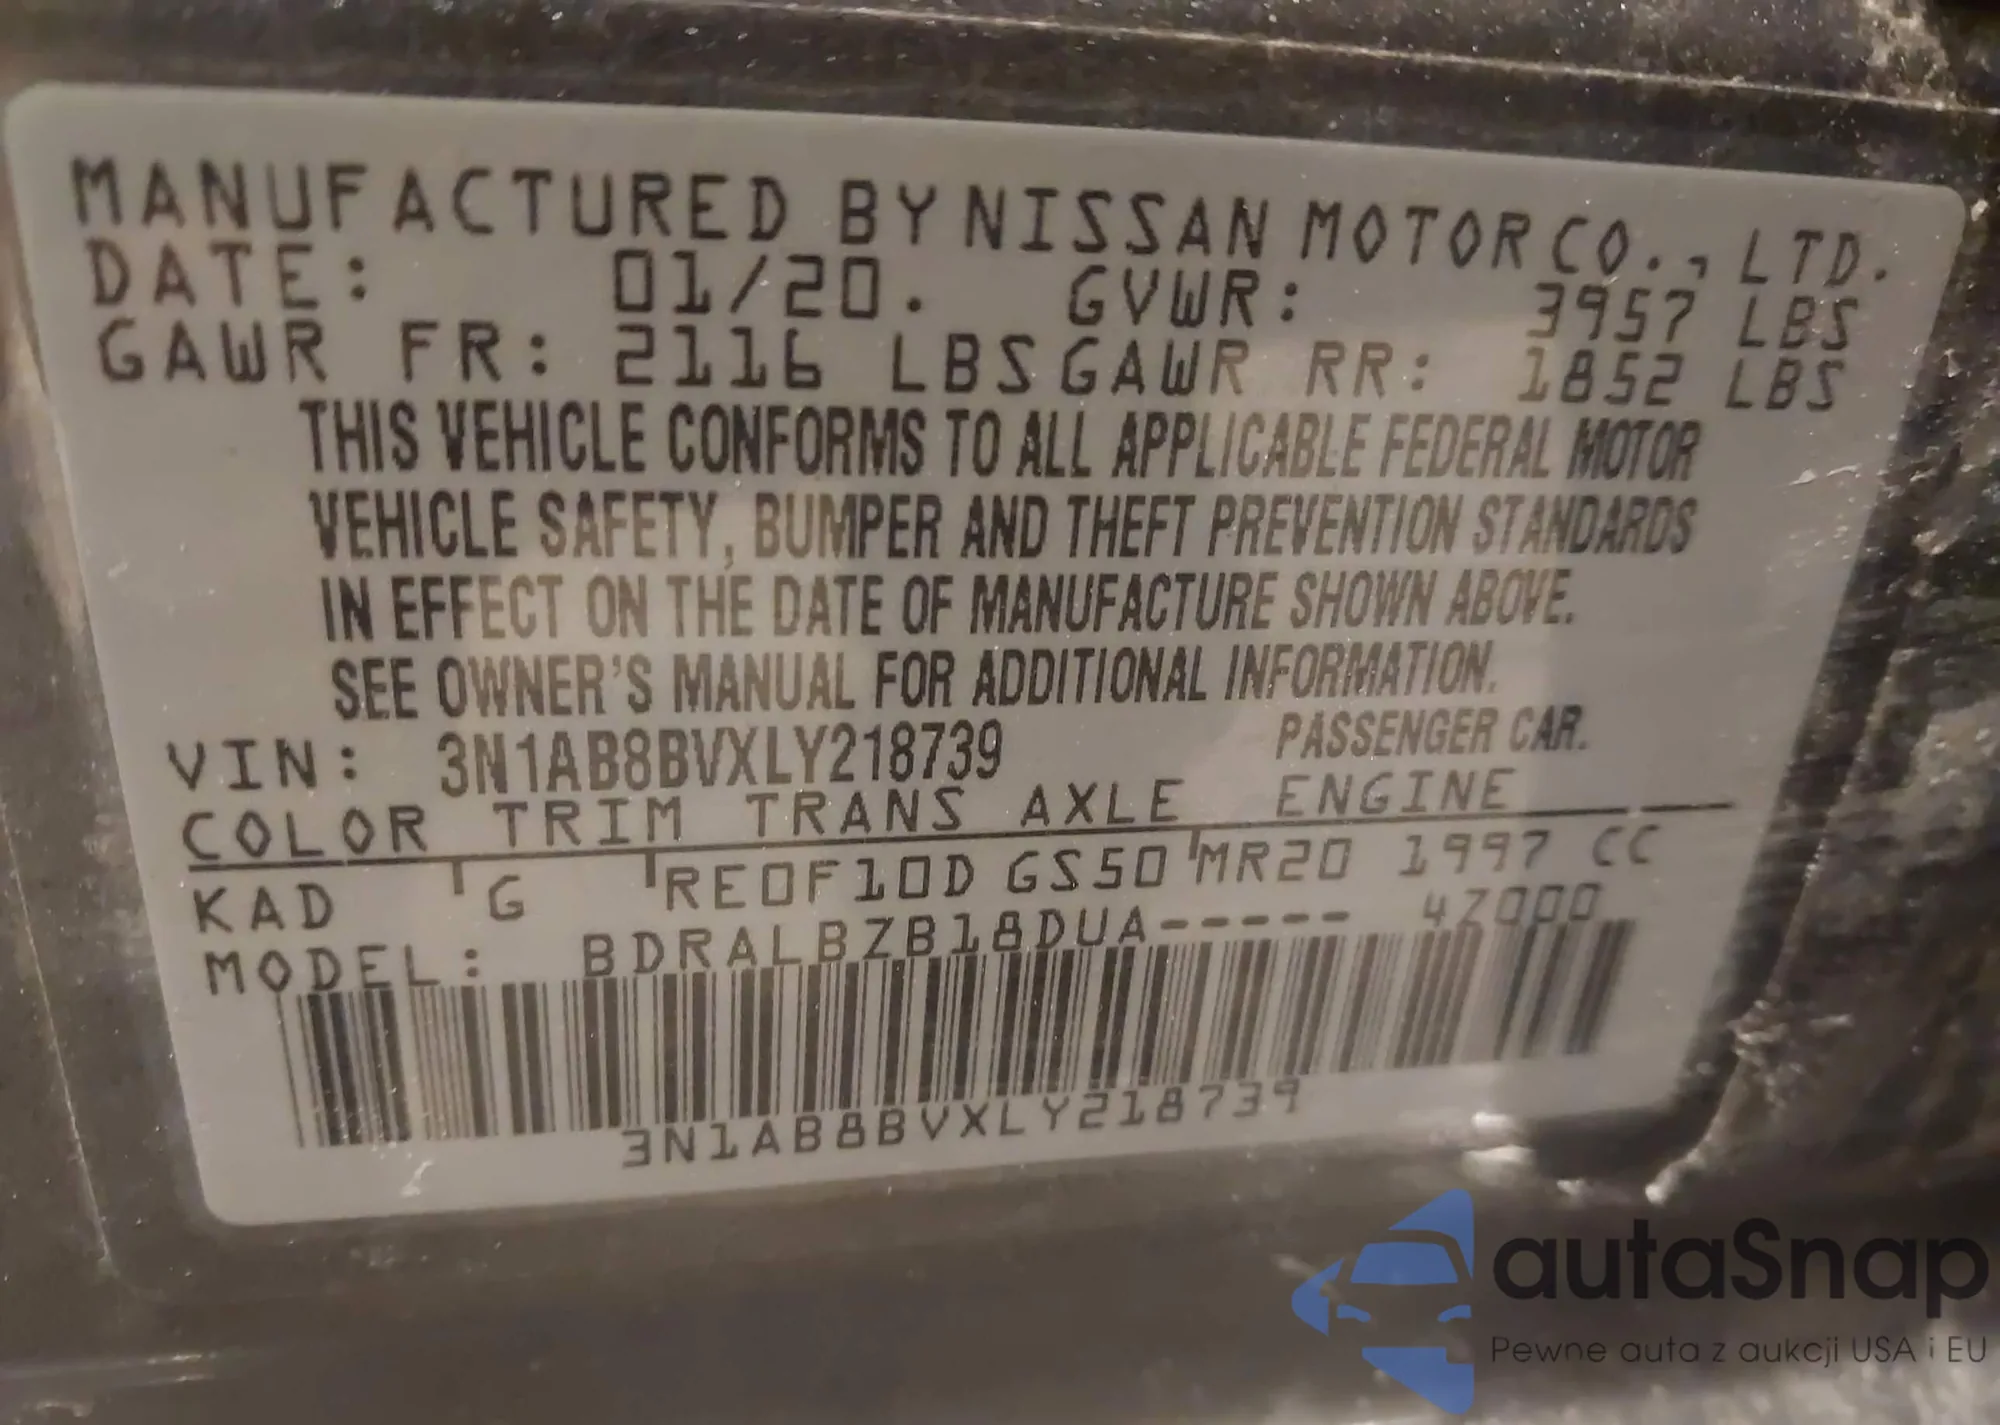 MANUFACTURED BY NISSAN MOTOR CO., LTD.
DATE: 01/20. GVWR: 3957 LBS
GAWR FR: 2116 LBS GAWR RR: 1852 LBS
THIS VEHICLE CONFORMS TO ALL APPLICABLE FEDERAL MOTOR
VEHICLE SAFETY, BUMPER AND THEFT PREVENTION STANDARDS
IN EFFECT ON THE DATE OF MANUFACTURE SHOWN ABOVE.
SEE OWNER'S MANUAL FOR ADDITIONAL INFORMATION.
VIN: 3N1AB8BVXLY218739 PASSENGER CAR.
COLOR TRIM TRANS AXLE ENGINE
KAD G RE0F10D GS50 MR20 1997 CC
MODEL: BDRALBZB18DUA----- 4Z000
3N1AB8BVXLY218739
autaSnap
Pewne auta z aukcji USA i EU